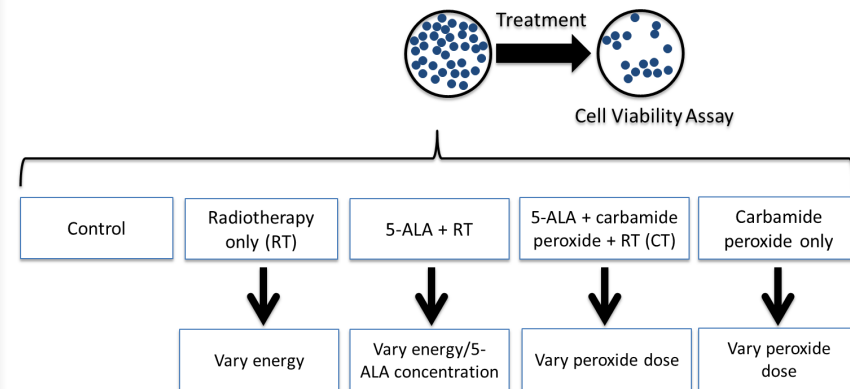 Treatment
Cell Viability Assay
Control
Radiotherapy
only (RT)
5-ALA + RT
5-ALA + carbamide
peroxide + RT (CT)
Carbamide
peroxide only
Vary energy
Vary energy/5-
ALA concentration
Vary peroxide dose
Vary peroxide
dose